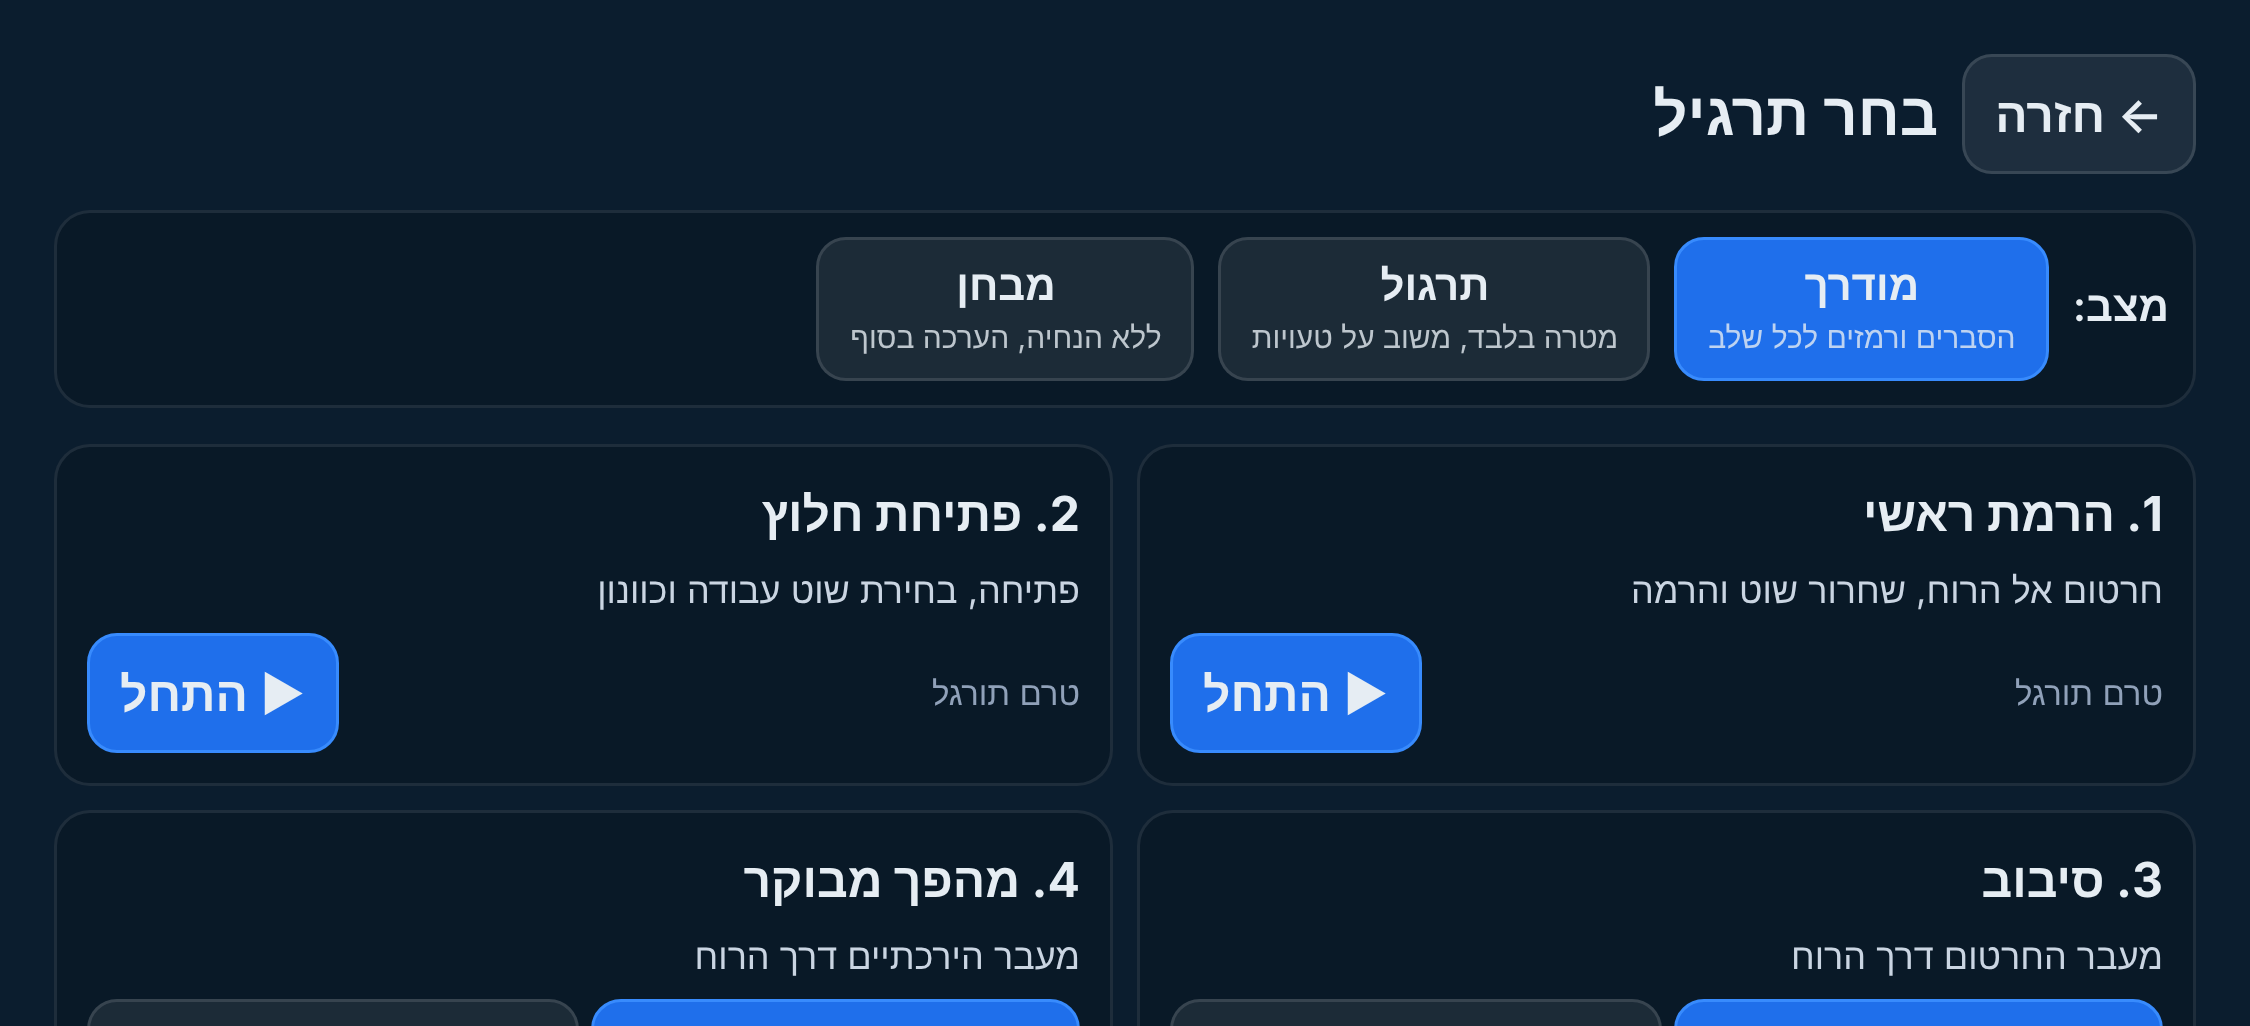 ← חזרה
בחר תרגיל
מצב:
מודרך
הסברים ורמזים לכל שלב
תרגול
מטרה בלבד, משוב על טעויות
מבחן
ללא הנחיה, הערכה בסוף
1. הרמת ראשי
חרטום אל הרוח, שחרור שוט והרמה
טרם תורגל
▶ התחל
2. פתיחת חלוץ
פתיחה, בחירת שוט עבודה וכוונון
טרם תורגל
▶ התחל
3. סיבוב
מעבר החרטום דרך הרוח
4. מהפך מבוקר
מעבר הירכתיים דרך הרוח